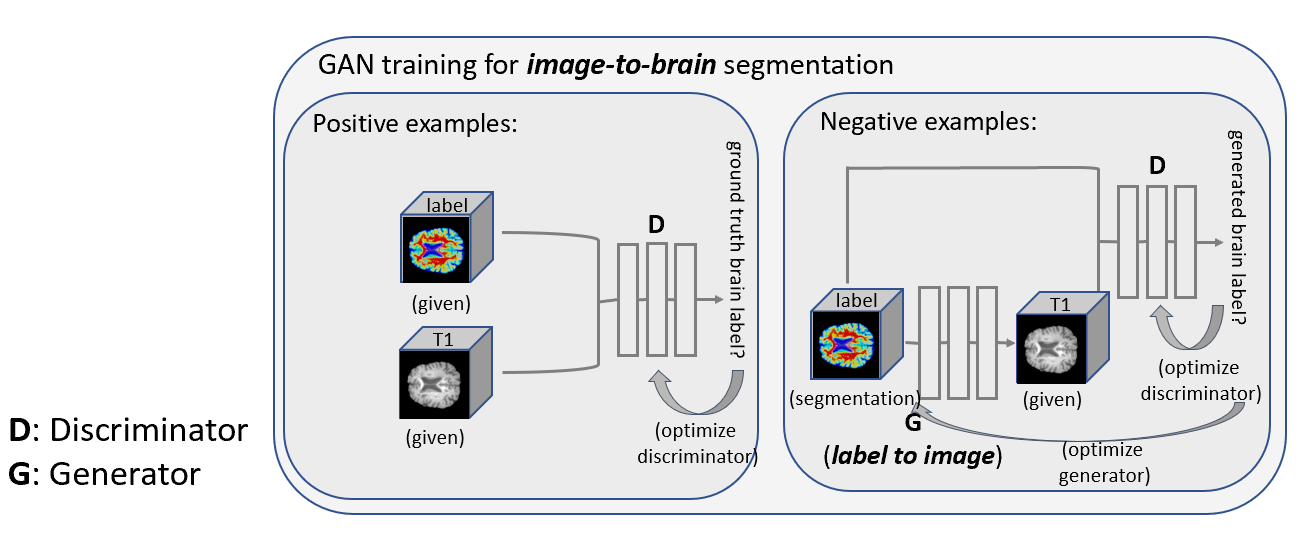 GAN training for image-to-brain segmentation
Positive examples:
label
(given)
T1
(given)
D
ground truth brain label?
(optimize
discriminator)
Negative examples:
label
(segmentation)
G
(label to image)
T1
(given)
D
generated brain label?
(optimize
discriminator)
(optimize
generator)
D: Discriminator
G: Generator